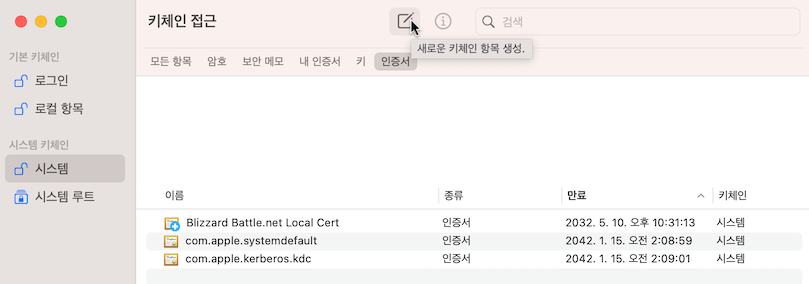 키체인 접근
검색
새로운 키체인 항목 생성.
기본 키체인
로그인
로컬 항목
시스템 키체인
시스템
시스템 루트
모든 항목 암호 보안 메모 내 인증서 키 인증서
이름 종류 만료 키체인
Blizzard Battle.net Local Cert 인증서 2032. 5. 10. 오후 10:31:13 시스템
com.apple.systemdefault 인증서 2042. 1. 15. 오전 2:08:59 시스템
com.apple.kerberos.kdc 인증서 2042. 1. 15. 오전 2:09:01 시스템